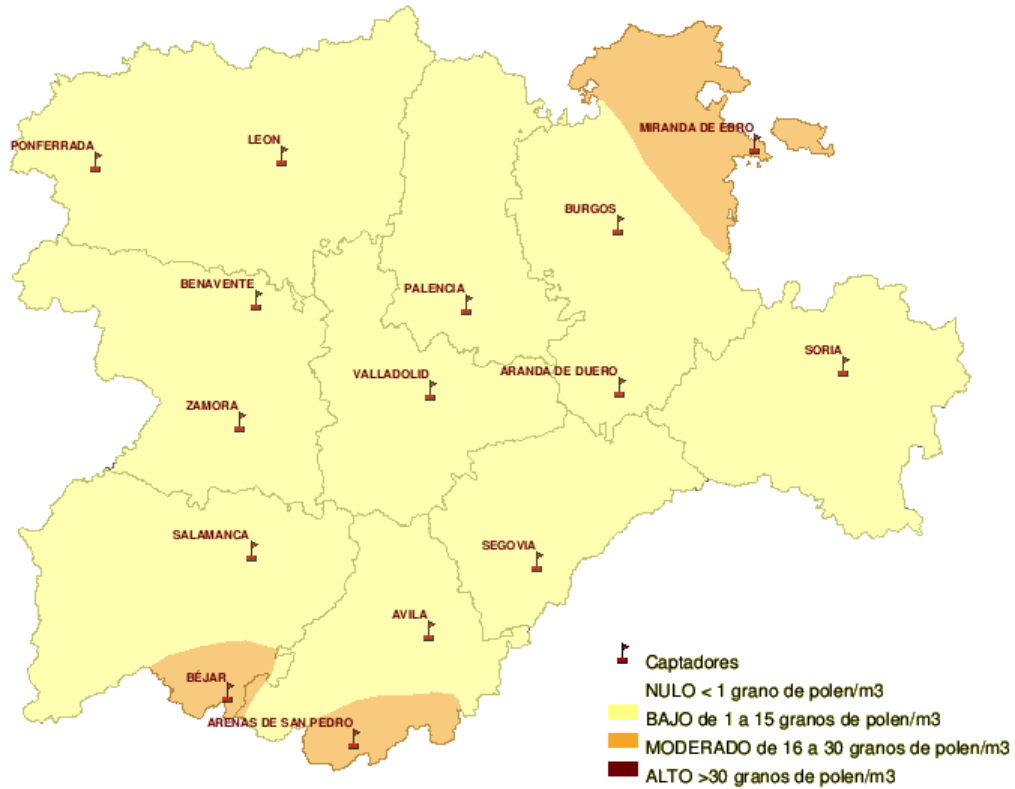 MIRANDA DE EBRO
PONFERRADA
LEON
BURGOS
BENAVENTE
PALENCIA
SORIA
VALLADOLID
ARANDA DE DUERO
ZAMORA
SALAMANCA
SEGOVIA
AVILA
BÉJAR
ARENAS DE SAN PEDRO
Captadores
NULO < 1 grano de polen/m3
BAJO de 1 a 15 granos de polen/m3
MODERADO de 16 a 30 granos de polen/m3
ALTO >30 granos de polen/m3